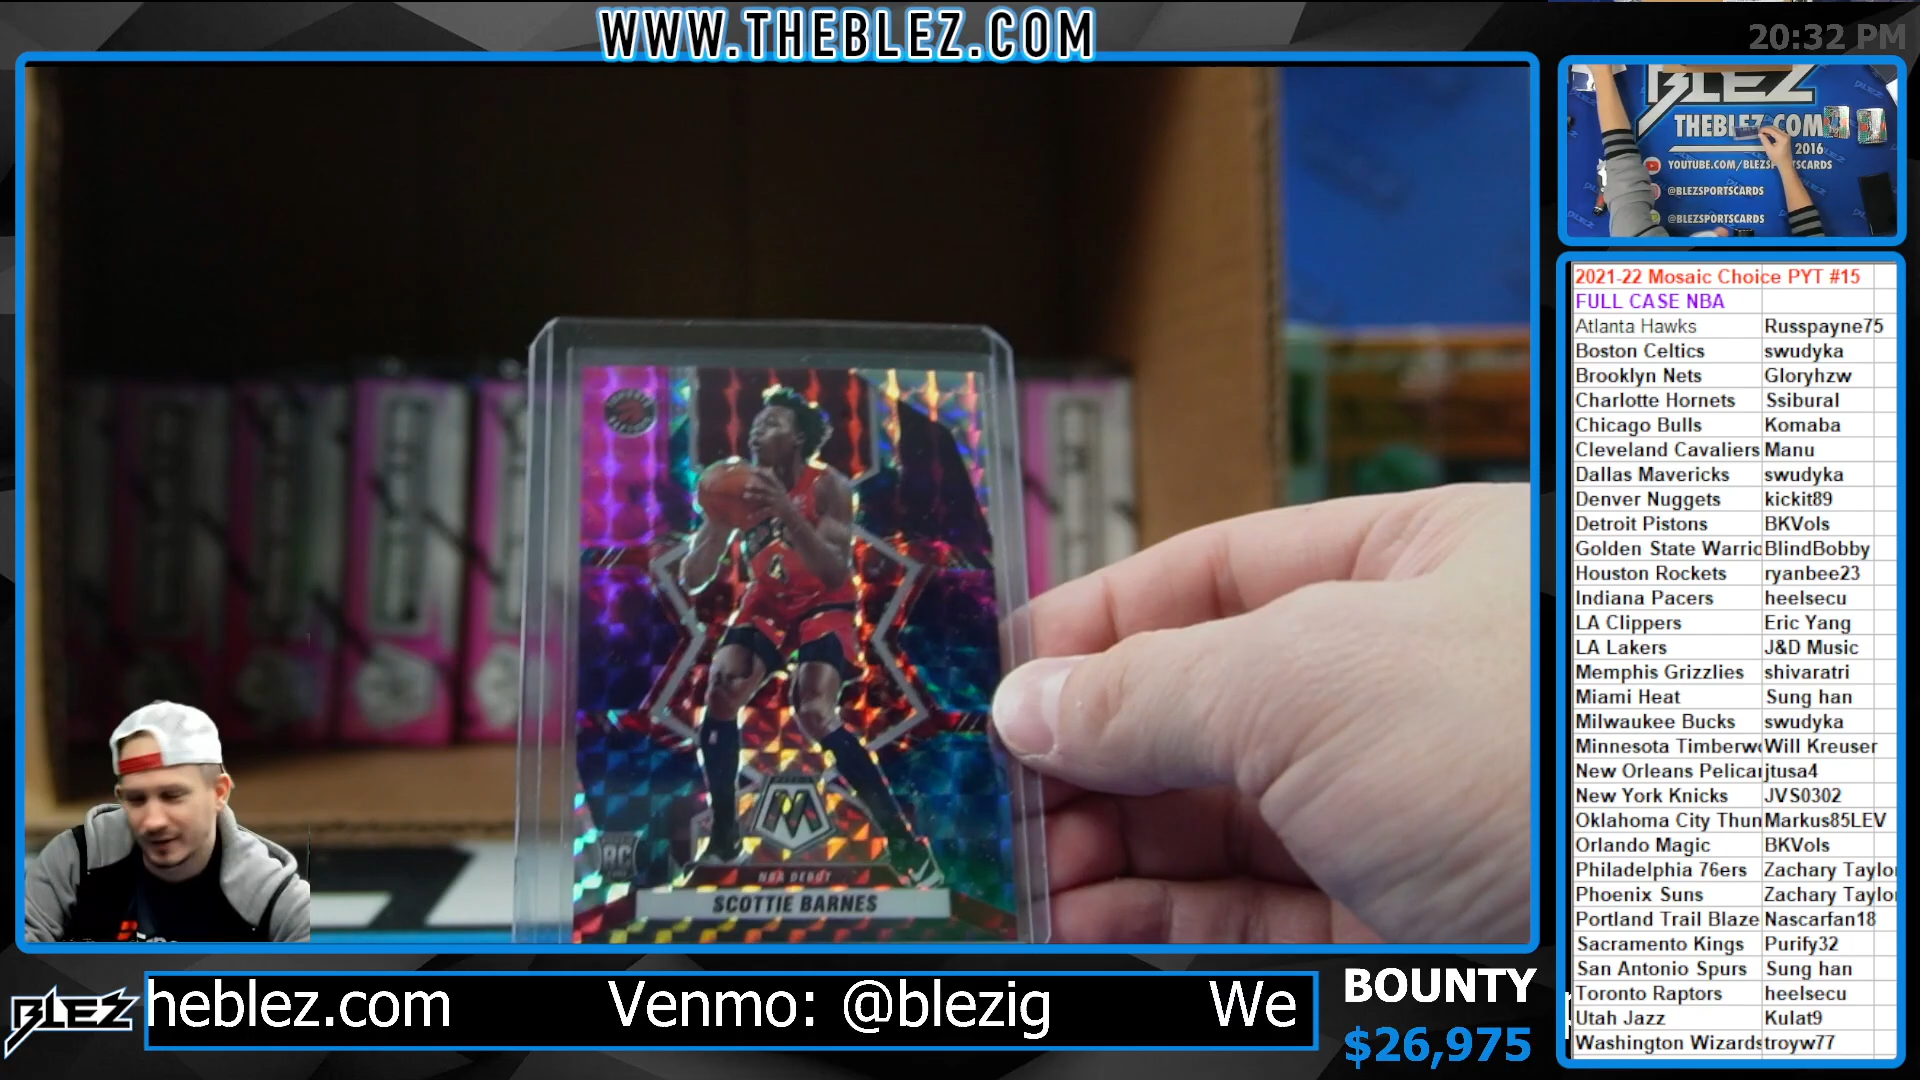 WWW.THEBLEZ.COM
20:32 PM
BLEZ
THEBLEZ.COM
2016
@BLEZSPORTSCARDS
@BLEZSPORTSCARDS
2021-22 Mosaic Choice PYT #15
FULL CASE NBA
Atlanta Hawks Russpayne75
Boston Celtics swudyka
Brooklyn Nets Gloryhzw
Charlotte Hornets Ssibural
Chicago Bulls Komaba
Cleveland Cavaliers Manu
Dallas Mavericks swudyka
Denver Nuggets kickit89
Detroit Pistons BKVols
Golden State Warric BlindBobby
Houston Rockets ryanbee23
Indiana Pacers heelsecu
LA Clippers Eric Yang
LA Lakers J&D Music
Memphis Grizzlies shivaratri
Miami Heat Sung han
Milwaukee Bucks swudyka
Minnesota Timberw Will Kreuser
New Orleans Pelica jtusa4
New York Knicks JVS0302
Oklahoma City Thun Markus85LEV
Orlando Magic BKVols
Philadelphia 76ers Zachary Taylo
Phoenix Suns Zachary Taylo
Portland Trail Blaze Nascarfan18
Sacramento Kings Purify32
San Antonio Spurs Sung han
Toronto Raptors heelsecu
Utah Jazz Kulat9
Washington Wizards troyw77
4
RC
NBA DEBUT
SCOTTIE BARNES
BLEZ
heblez.com Venmo: @blezig We
BOUNTY
$26,975